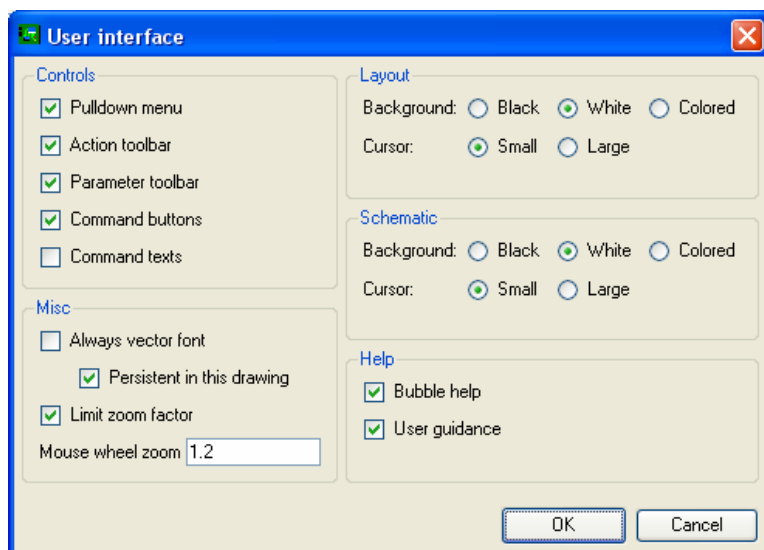 User interface
Controls
Pulldown menu
Action toolbar
Parameter toolbar
Command buttons
Command texts
Misc
Always vector font
Persistent in this drawing
Limit zoom factor
Mouse wheel zoom 1.2
Layout
Background: Black White Colored
Cursor: Small Large
Schematic
Background: Black White Colored
Cursor: Small Large
Help
Bubble help
User guidance
OK Cancel